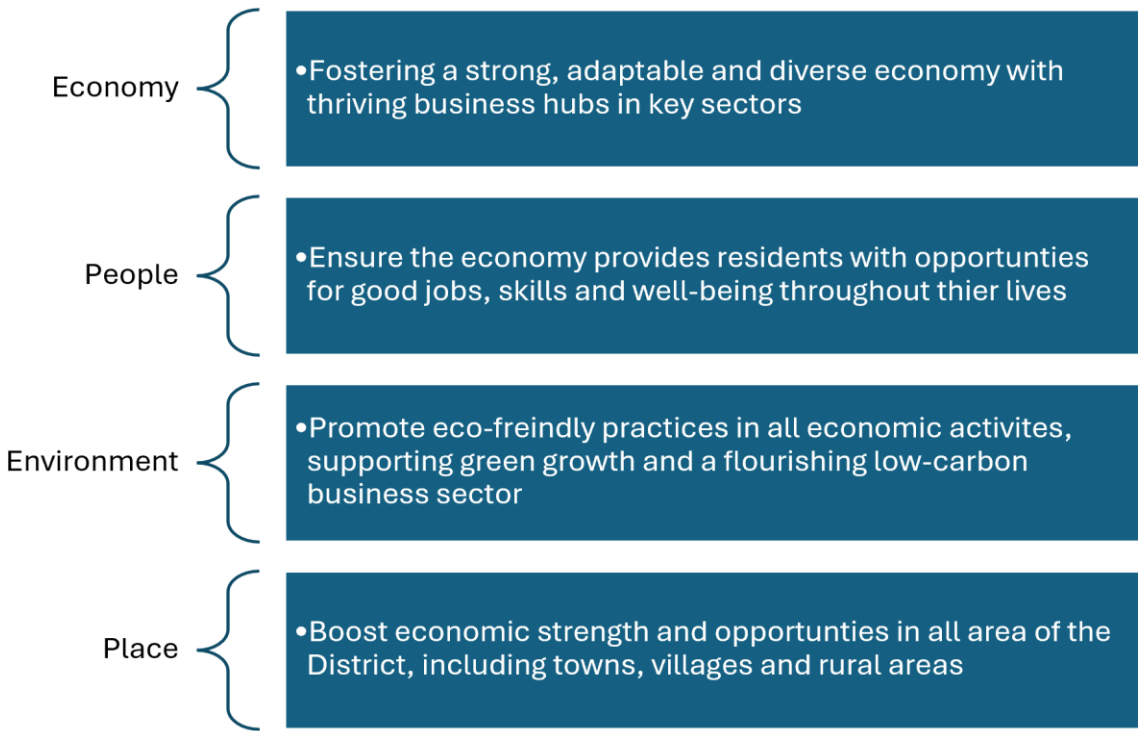 Economy
•Fostering a strong, adaptable and diverse economy with
thriving business hubs in key sectors
People
•Ensure the economy provides residents with opportunties
for good jobs, skills and well-being throughout thier lives
Environment
•Promote eco-freindly practices in all economic activites,
supporting green growth and a flourishing low-carbon
business sector
Place
•Boost economic strength and opportunties in all area of the
District, including towns, villages and rural areas